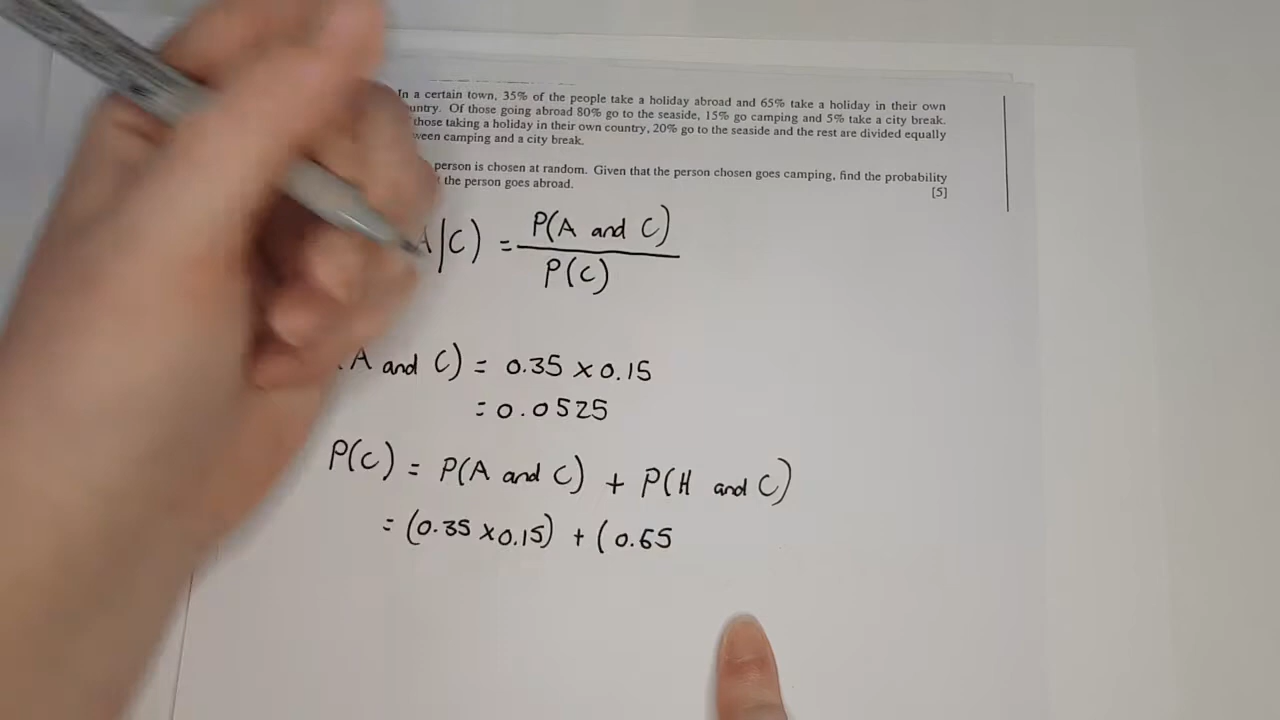 In a certain town, 35% of the people take a holiday abroad and 65% take a holiday in their own
untry. Of those going abroad 80% go to the seaside, 15% go camping and 5% take a city break.
those taking a holiday in their own country, 20% go to the seaside and the rest are divided equally
ween camping and a city break.
person is chosen at random. Given that the person chosen goes camping, find the probability
the person goes abroad. [5]
A|C) = P(A and C)
P(C)
A and C) = 0.35 × 0.15
= 0.0525
P(C) = P(A and C) + P(H and C)
= (0.35 × 0.15) + (0.65